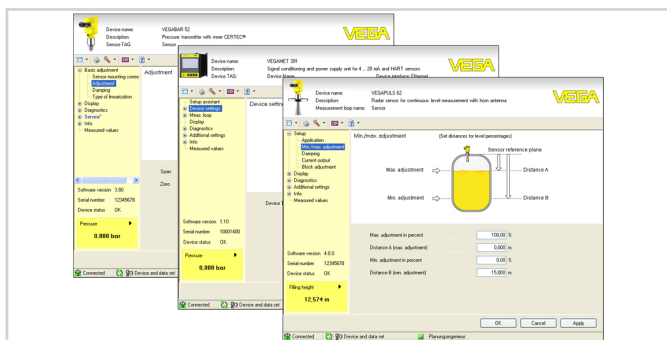 Device name: VEGABAR 52
Description: Pressure transmitter with inner CERTEC®
Sensor TAG: Sensor
VEGA
Basic adjustment
Sensor mounting correc
Adjustment
Damping
Type of linearization
Display
Diagnostics
Service
Info
Measured values
Adjustment
Span
Zero
Software version 3.80
Serial number 12345678
Device status OK
Pressure
0,000 bar
Connected
Device and data set
Device name: VEGAMET 391
Description: Signal conditioning and power supply unit for 4 .. 20 mA and HART sensors
Device TAG: Device Name
Device interface: Ethernet
VEGA
Setup assistant
Device settings
Meas. loop
Display
Diagnostics
Additional settings
Info
Measured values
Device settin
Device T
Software version 1.10
Serial number 10001400
Device status OK
Pressure
0,000 bar
Connected
Device and data set
Device name: VEGAPULS 62
Description: Radar sensor for continuous level measurement with horn antenna
Measurement loop name: Sensor
VEGA
Setup
Application
Min./max. adjustment
Damping
Current output
Block adjustment
Display
Diagnostics
Additional settings
Info
Measured values
Min./max. adjustment
(Set distances for level percentages)
Sensor reference plane
Max. adjustment
Distance A
Min. adjustment
Distance B
Max. adjustment in percent 100,00 %
Distance A (max. adjustment) 0,000 m
Min. adjustment in percent 0,00 %
Distance B (min. adjustment) 15,000 m
Software version 4.0.0
Serial number 12345678
Device status OK
Filling height
12,574 m
OK Cancel Apply
Connected
Device and data set
Planungsingenieur